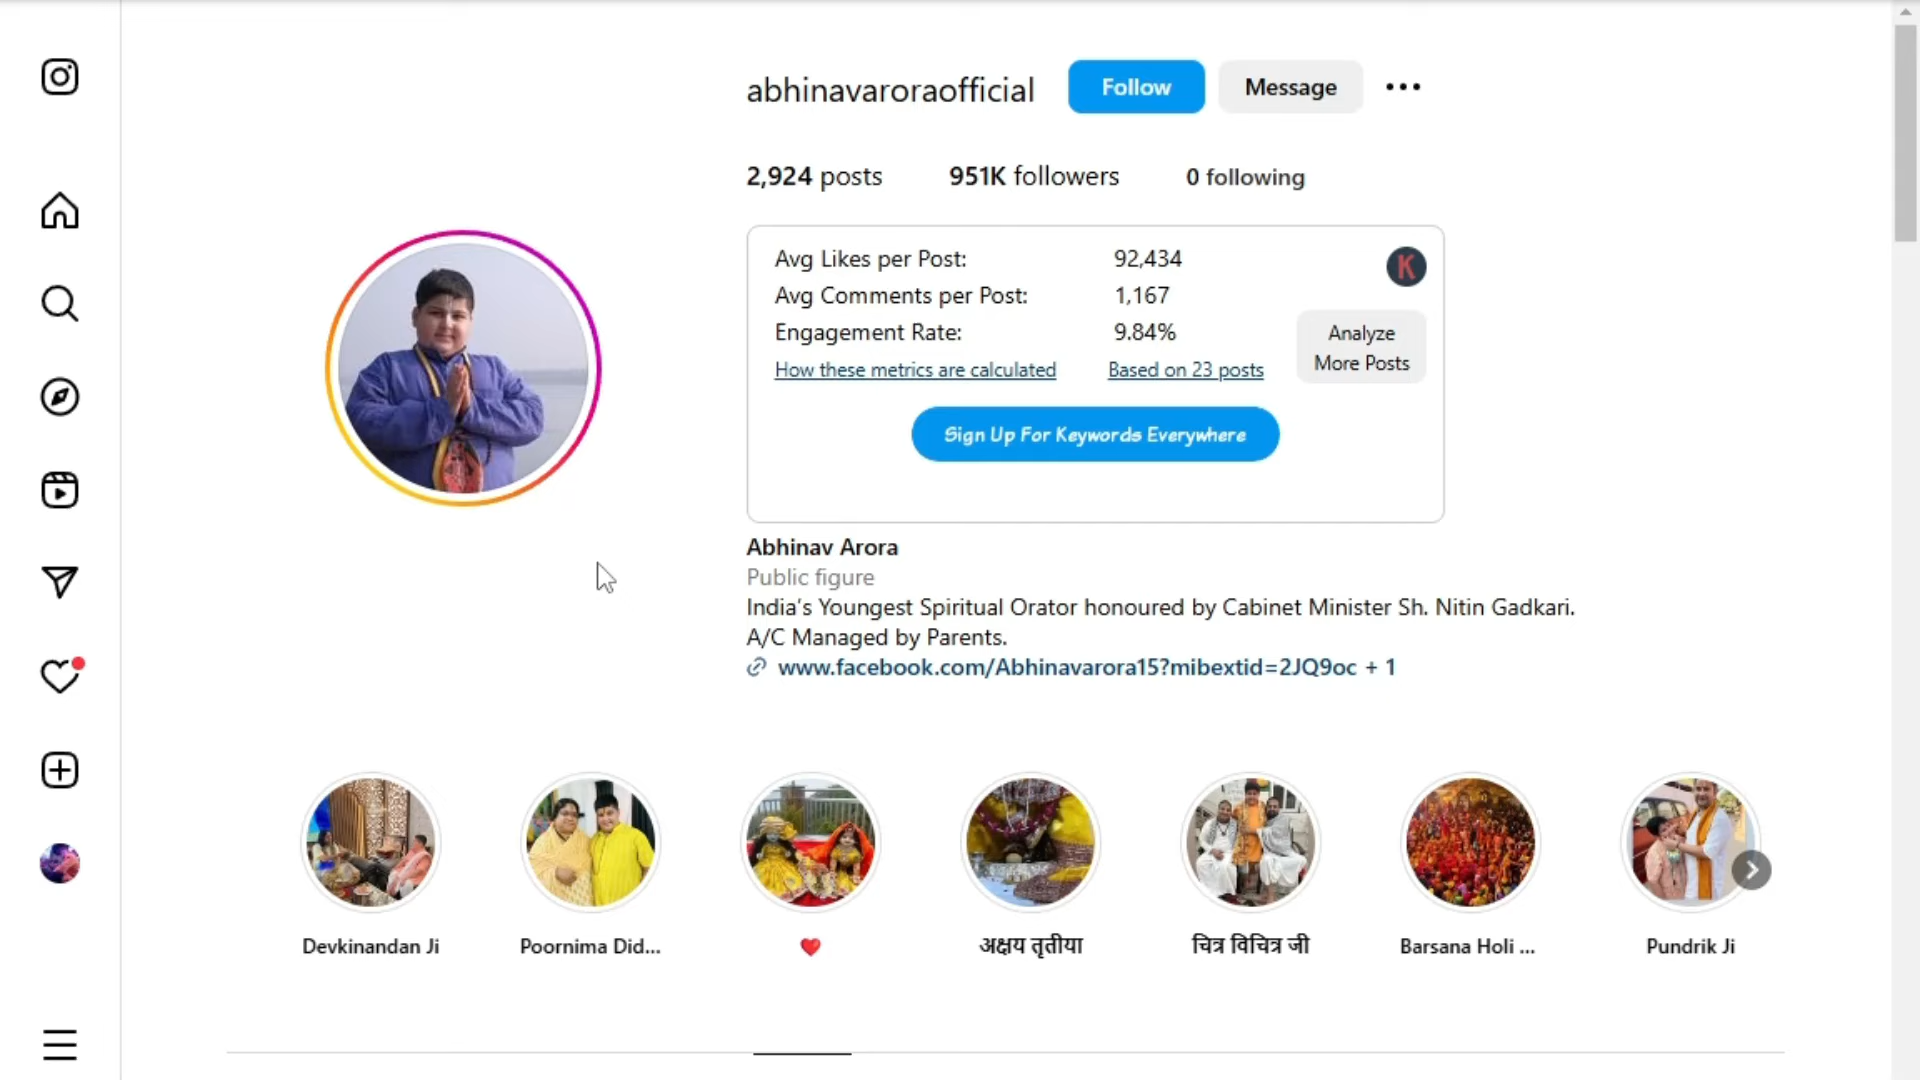 abhinavaroraofficial
Follow
Message
2,924 posts
951K followers
0 following
Avg Likes per Post: 92,434
Avg Comments per Post: 1,167
Engagement Rate: 9.84%
How these metrics are calculated
Based on 23 posts
K
Analyze
More Posts
Sign Up For Keywords Everywhere
Abhinav Arora
Public figure
India's Youngest Spiritual Orator honoured by Cabinet Minister Sh. Nitin Gadkari.
A/C Managed by Parents.
www.facebook.com/Abhinavarora15?mibextid=2JQ9oc + 1
Devkinandan Ji
Poornima Did...
अक्षय तृतीया
चित्र विचित्र जी
Barsana Holi ...
Pundrik Ji